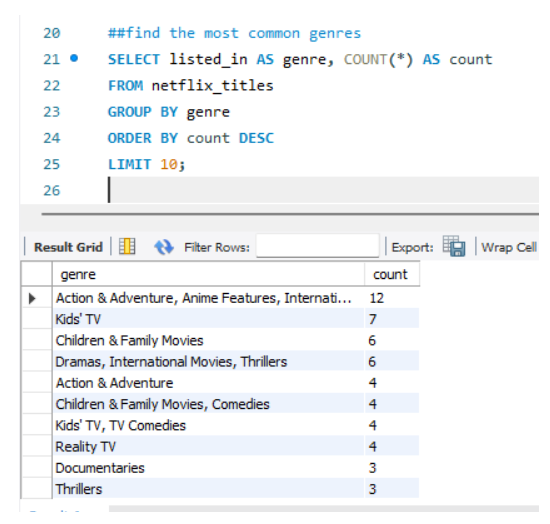 20 ##find the most common genres
21 SELECT listed_in AS genre, COUNT(*) AS count
22 FROM netflix_titles
23 GROUP BY genre
24 ORDER BY count DESC
25 LIMIT 10;
26
Result Grid Filter Rows: Export: Wrap Cell
genre count
Action & Adventure, Anime Features, Internati... 12
Kids' TV 7
Children & Family Movies 6
Dramas, International Movies, Thrillers 6
Action & Adventure 4
Children & Family Movies, Comedies 4
Kids' TV, TV Comedies 4
Reality TV 4
Documentaries 3
Thrillers 3